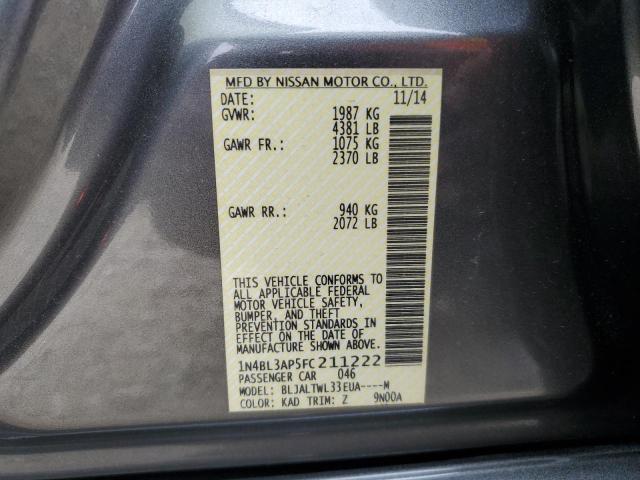 MFD BY NISSAN MOTOR CO., LTD.
DATE: 11/14
GVWR: 1987 KG
4381 LB
GAWR FR.: 1075 KG
2370 LB
GAWR RR.: 940 KG
2072 LB
THIS VEHICLE CONFORMS TO
ALL APPLICABLE FEDERAL
MOTOR VEHICLE SAFETY,
BUMPER, AND THEFT
PREVENTION STANDARDS IN
EFFECT ON THE DATE OF
MANUFACTURE SHOWN ABOVE.
1N4BL3AP5FC211222
PASSENGER CAR 046
MODEL: BLJALTWL33EUA----M
COLOR: KAD TRIM: Z 9N00A